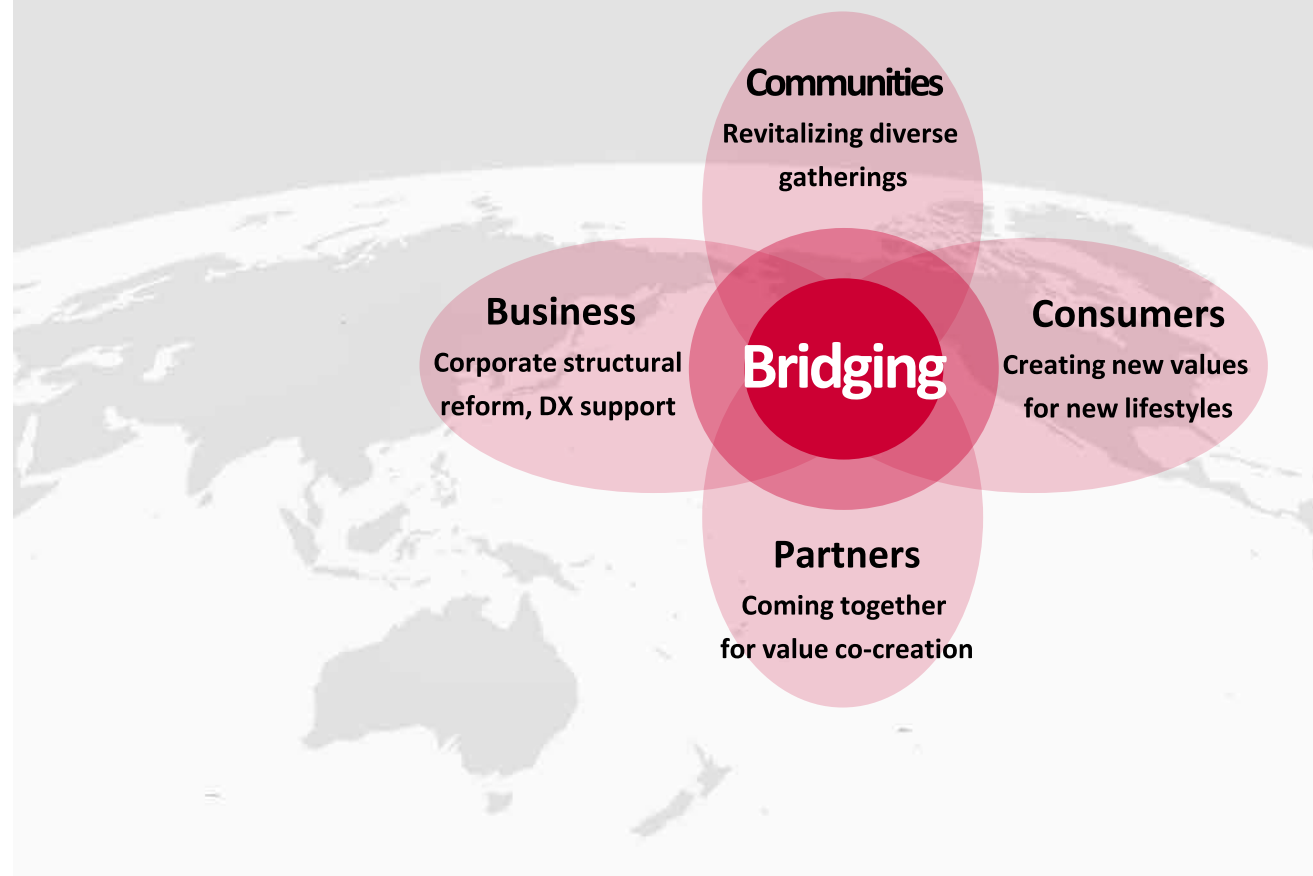 Communities
Revitalizing diverse
gatherings
Business
Corporate structural
reform, DX support
Bridging
Consumers
Creating new values
for new lifestyles
Partners
Coming together
for value co-creation